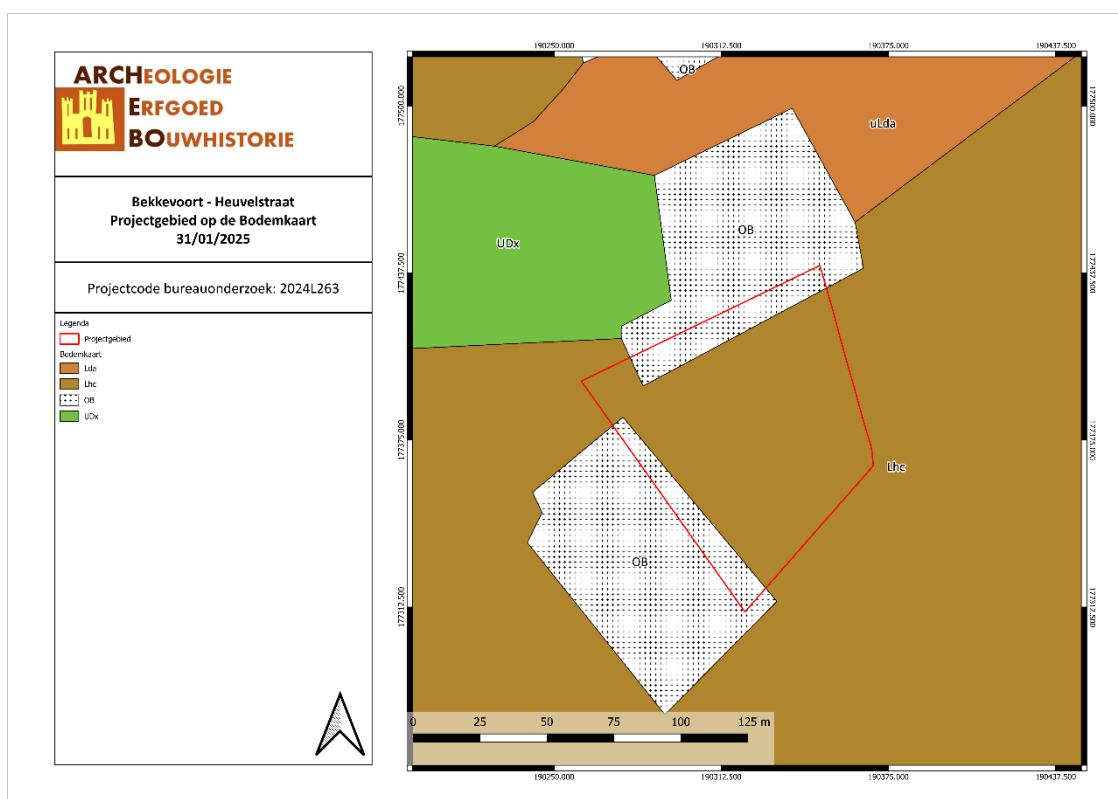 ARCHEOLOGIE
ERFGOED
BOUWHISTORIE
Bekkevoort - Heuvelstraat
Projectgebied op de Bodemkaart
31/01/2025
Projectcode bureauonderzoek: 2024L263
Legenda
Projectgebied
Bodemkaart
Lda
Lhc
OB
UDx
190250.000 190312.500 190375.000 190437.500
177500.000 177437.500 177375.000 177312.500
OB
uLda
UDx
OB
Lhc
OB
0 25 50 75 100 125 m
177500.000 177437.500 177375.000 177312.500
190250.000 190312.500 190375.000 190437.500